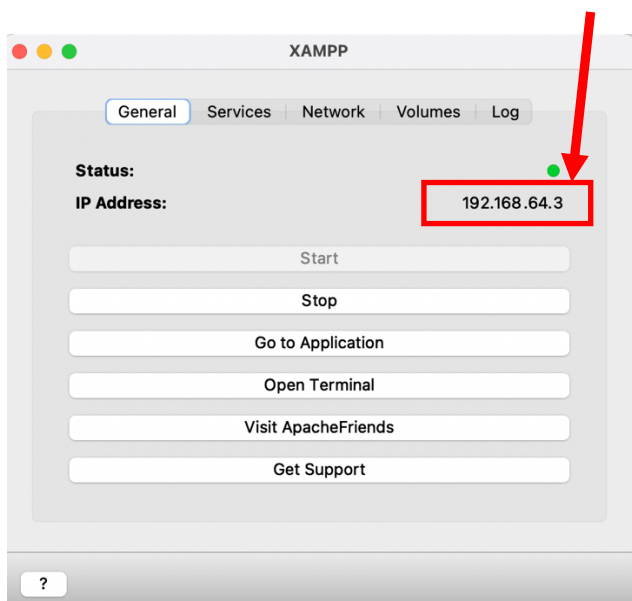 XAMPP
General Services Network Volumes Log
Status:
IP Address: 192.168.64.3
Start
Stop
Go to Application
Open Terminal
Visit ApacheFriends
Get Support
?